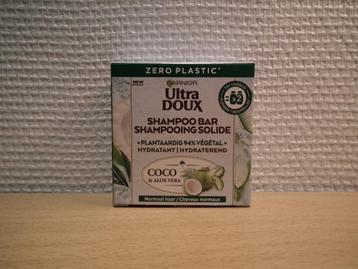 ZERO PLASTIC*
NEW
GARNIER
Ultra
DOUX
SHAMPOO BAR
SHAMPOOING SOLIDE
• PLANTAARDIG 94% VÉGÉTAL •
HYDRATANT | HYDRATEREND
COCO
& ALOE VERA
Normaal haar / Cheveux normaux